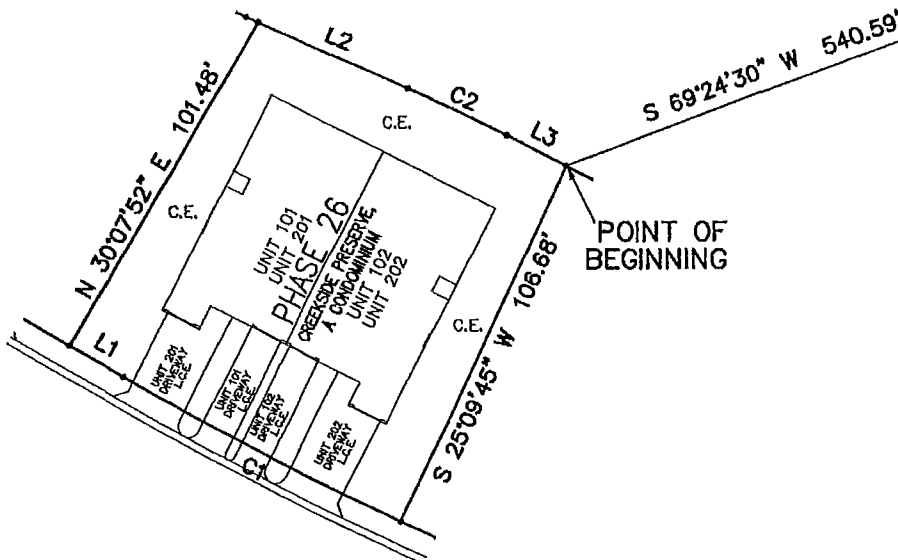 L2
C2
L3
S 69°24'30" W 540.59'
N 30°07'52" E 101.48'
C.E.
C.E.
UNIT 101
UNIT 201
PHASE 26
CREEKSIDE PRESERVE,
A CONDOMINIUM
UNIT 102
UNIT 202
POINT OF
BEGINNING
C.E.
S 25°09'45" W 106.68'
L1
UNIT 201
DRIVEWAY
L.C.E.
UNIT 101
DRIVEWAY
L.C.E.
UNIT 102
DRIVEWAY
L.C.E.
UNIT 202
DRIVEWAY
L.C.E.
C1